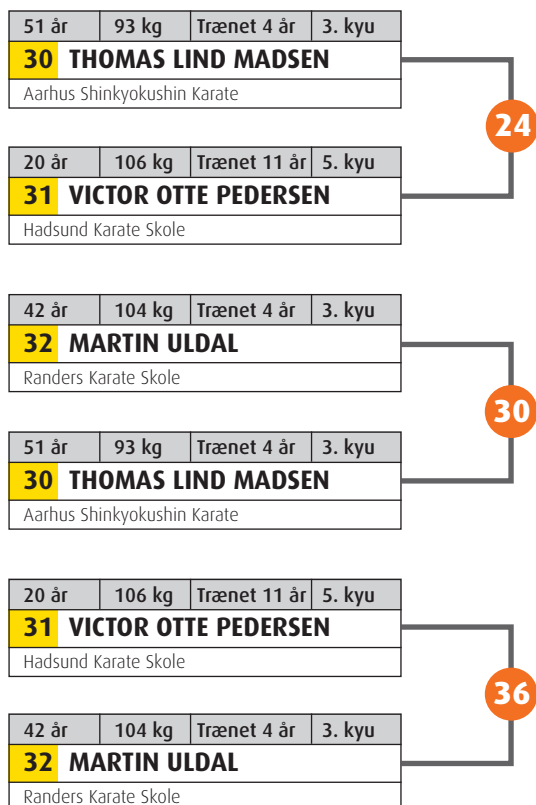 51 år 93 kg Trænet 4 år 3. kyu
30 THOMAS LIND MADSEN
Aarhus Shinkyokushin Karate
24
20 år 106 kg Trænet 11 år 5. kyu
31 VICTOR OTTE PEDERSEN
Hadsund Karate Skole
42 år 104 kg Trænet 4 år 3. kyu
32 MARTIN ULDAL
Randers Karate Skole
30
51 år 93 kg Trænet 4 år 3. kyu
30 THOMAS LIND MADSEN
Aarhus Shinkyokushin Karate
20 år 106 kg Trænet 11 år 5. kyu
31 VICTOR OTTE PEDERSEN
Hadsund Karate Skole
36
42 år 104 kg Trænet 4 år 3. kyu
32 MARTIN ULDAL
Randers Karate Skole